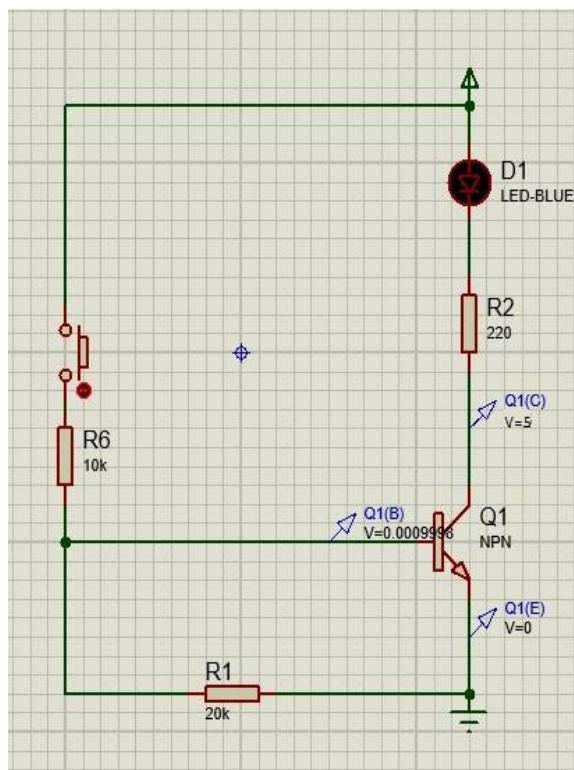 D1
LED-BLUE
R2
220
Q1(C)
V=5
R6
10k
Q1(B)
V=0.0009998
Q1
NPN
Q1(E)
V=0
R1
20k